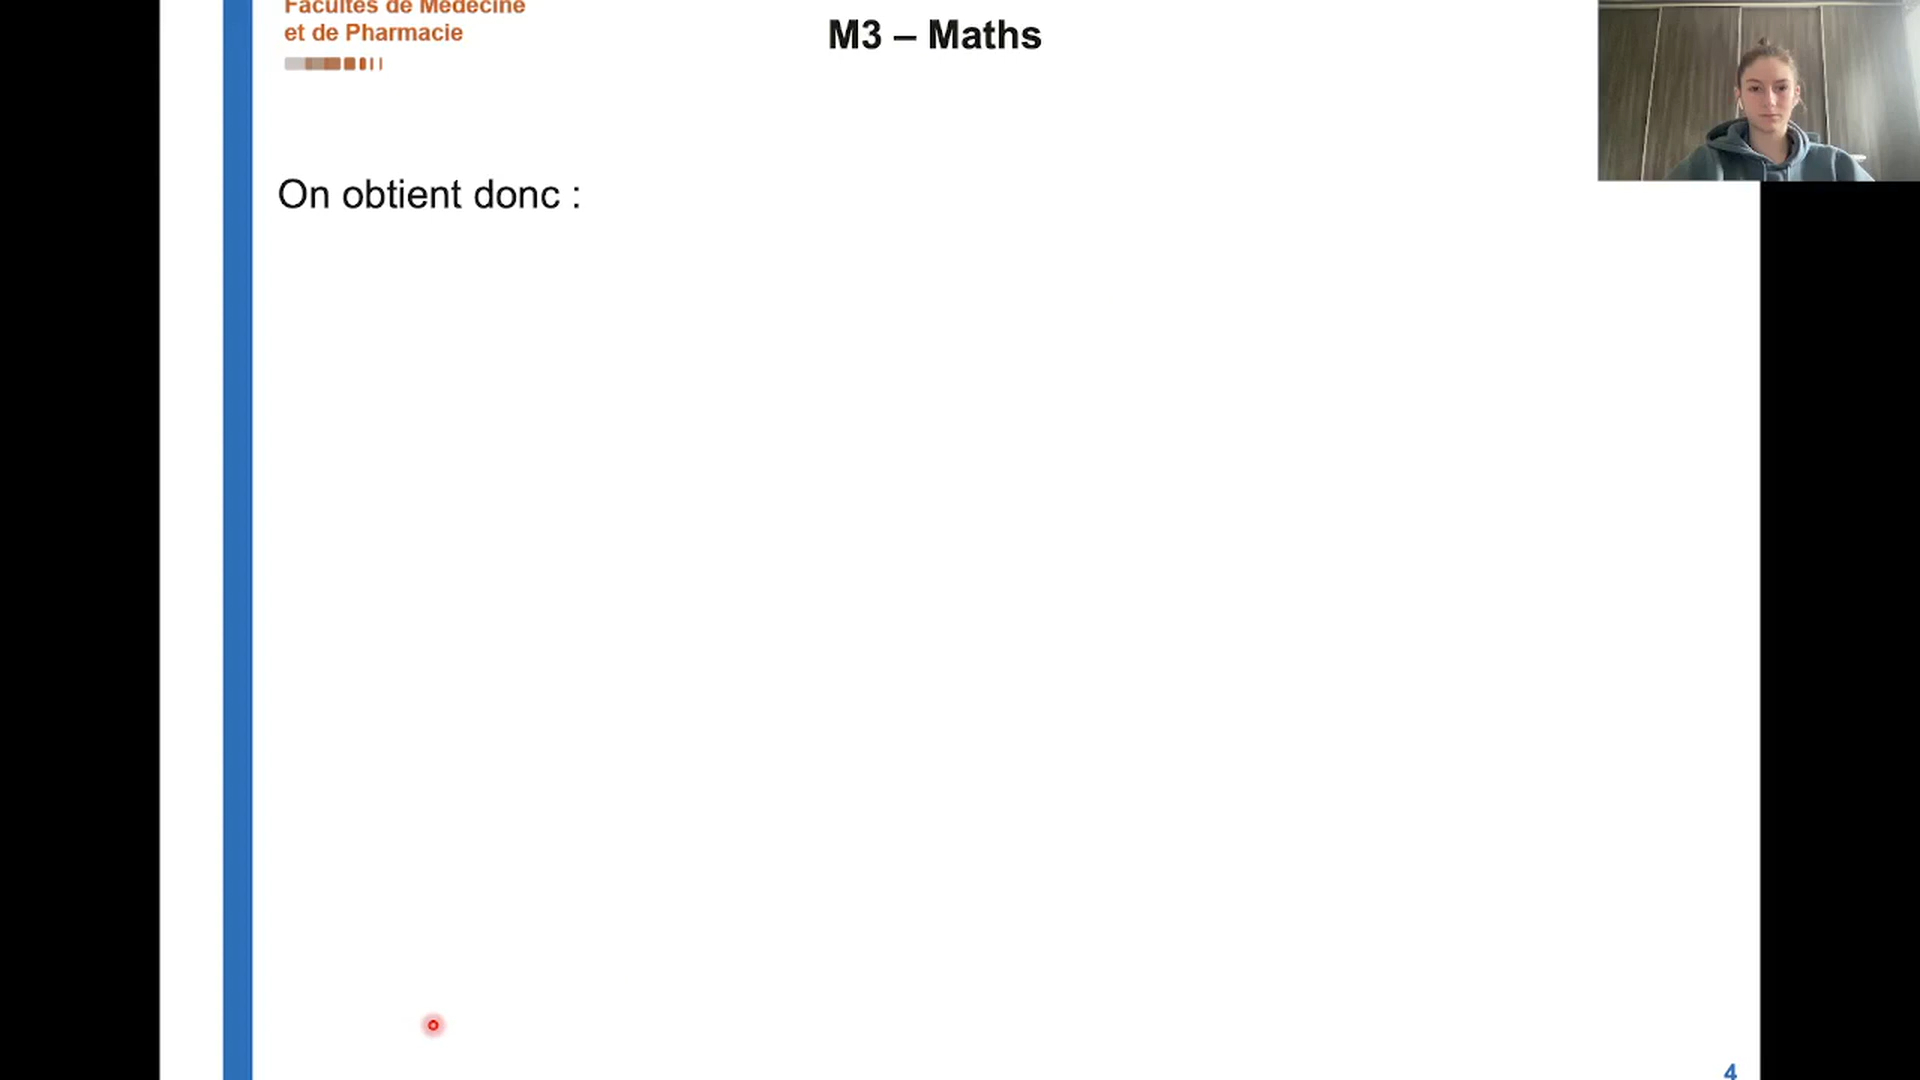 Facultés de Médecine
et de Pharmacie
M3 – Maths
On obtient donc :
4